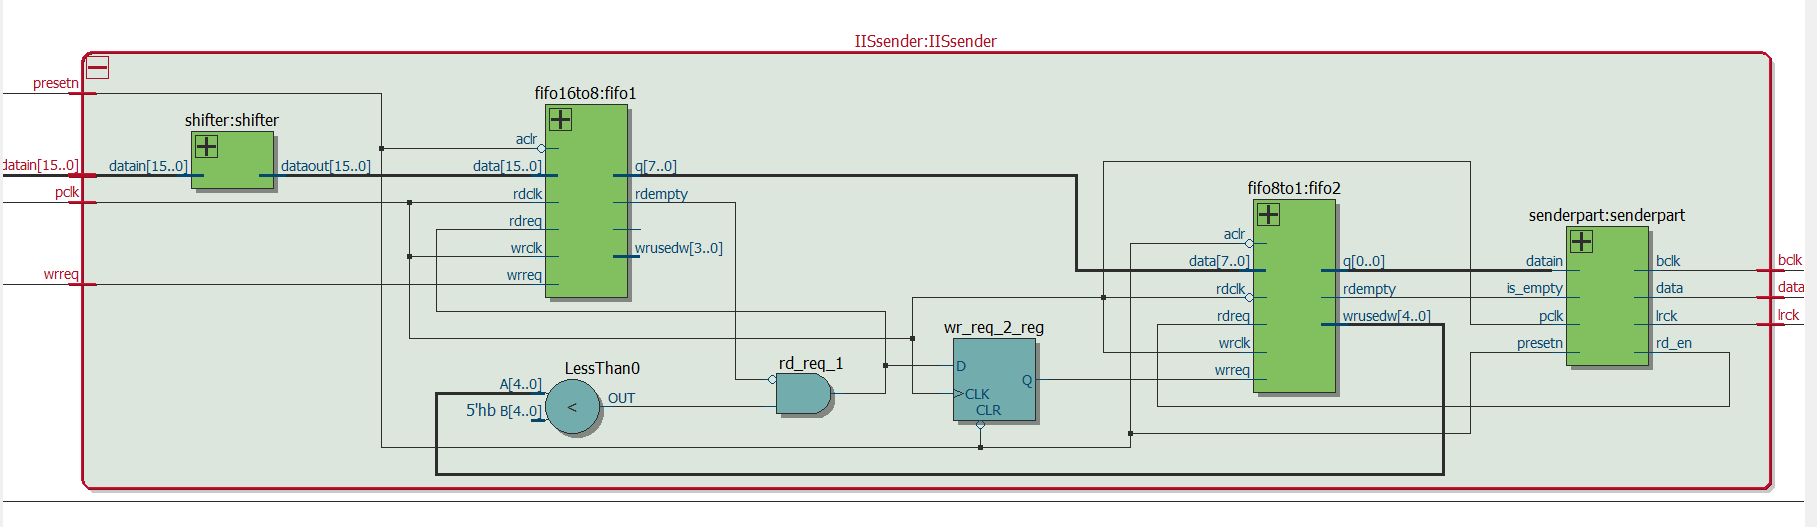 IISsender:IISsender
presetn
shifter:shifter
fifo16to8:fifo1
aclr
datain[15..0]
datain[15..0]
dataout[15..0]
data[15..0]
q[7..0]
pclk
rdclk
rdempty
rdreq
wrclk
wrusedw[3..0]
wrreq
wrreq
fifo8to1:fifo2
aclr
data[7..0]
q[0..0]
rdclk
rdempty
rdreq
wrusedw[4..0]
wrclk
wrreq
senderpart:senderpart
datain
bclk
bclk
is_empty
data
data
pclk
lrck
lrck
presetn
rd_en
wr_req_2_reg
D
Q
CLK
CLR
rd_req_1
LessThan0
A[4..0]
<
OUT
5'hb B[4..0]